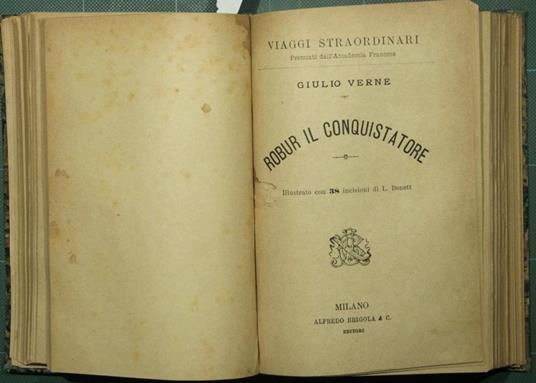 VIAGGI STRAORDINARI
Premiati dall'Accademia Francese
GIULIO VERNE
ROBUR IL CONQUISTATORE
Illustrato con 38 incisioni di L. Benett
MILANO
ALFREDO BRIGOLA & C.
EDITORI